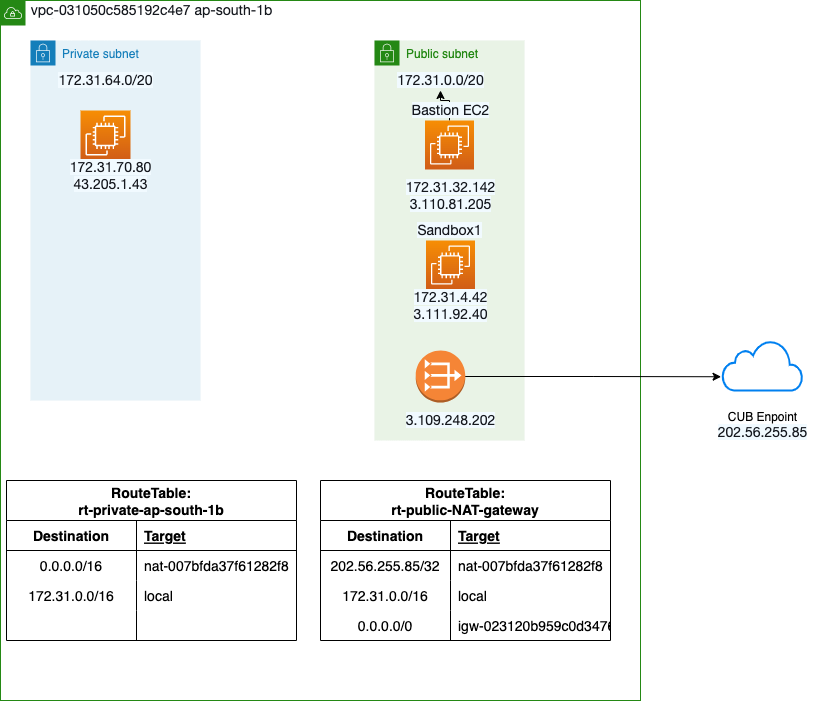 vpc-031050c585192c4e7 ap-south-1b
Private subnet
172.31.64.0/20
172.31.70.80
43.205.1.43
Public subnet
172.31.0.0/20
Bastion EC2
172.31.32.142
3.110.81.205
Sandbox1
172.31.4.42
3.111.92.40
3.109.248.202
CUB Enpoint
202.56.255.85
RouteTable:
rt-private-ap-south-1b
Destination Target
0.0.0.0/16 nat-007bfda37f61282f8
172.31.0.0/16 local
RouteTable:
rt-public-NAT-gateway
Destination Target
202.56.255.85/32 nat-007bfda37f61282f8
172.31.0.0/16 local
0.0.0.0/0 igw-023120b959c0d3476